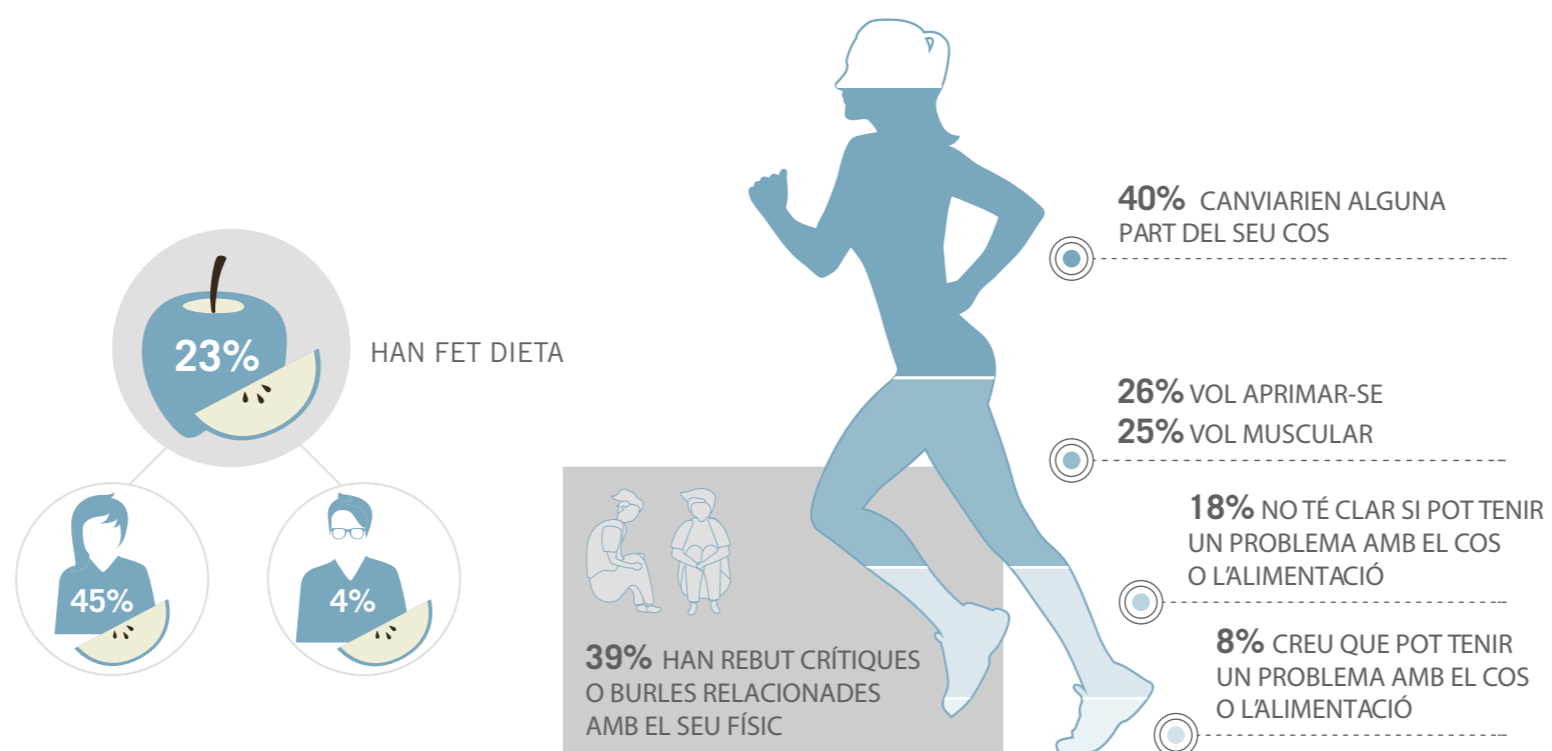 23%
HAN FET DIETA
45%
4%
39% HAN REBUT CRÍTIQUES
O BURLES RELACIONADES
AMB EL SEU FÍSIC
40% CANVIARIEN ALGUNA
PART DEL SEU COS
26% VOL APRIMAR-SE
25% VOL MUSCULAR
18% NO TÉ CLAR SI POT TENIR
UN PROBLEMA AMB EL COS
O L'ALIMENTACIÓ
8% CREU QUE POT TENIR
UN PROBLEMA AMB EL COS
O L'ALIMENTACIÓ